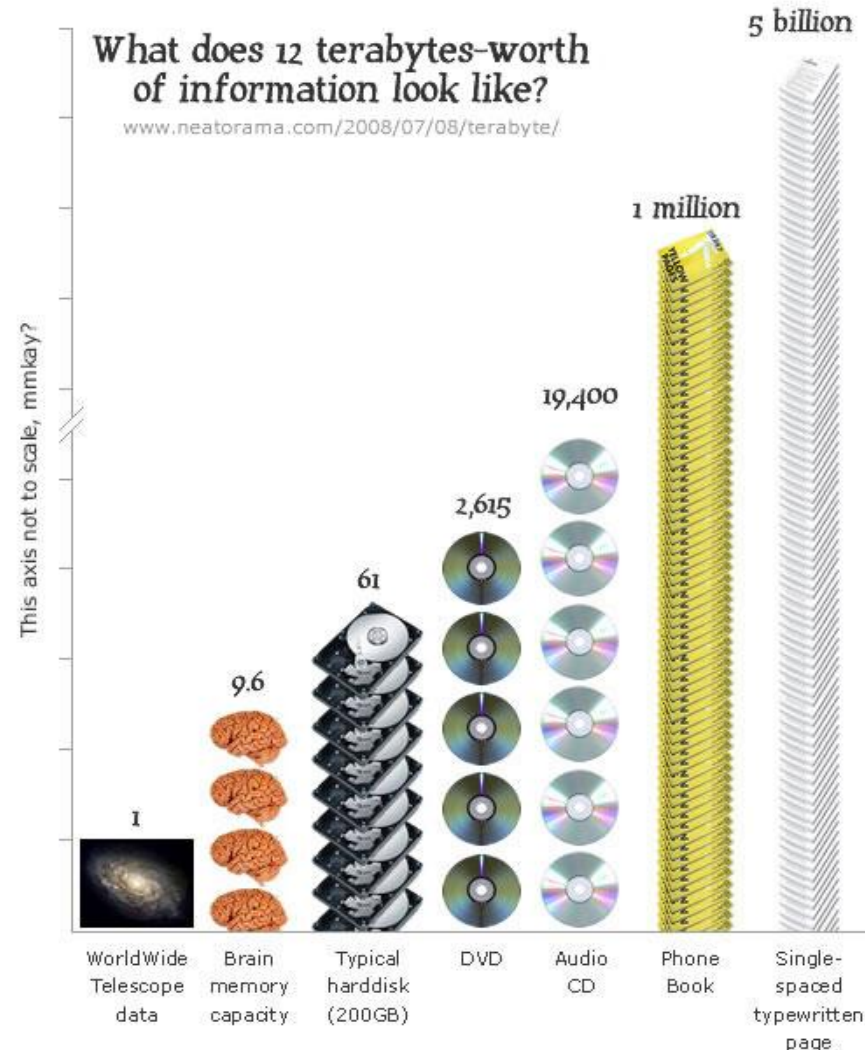 5 billion
What does 12 terabytes-worth
of information look like?
www.neatorama.com/2008/07/08/terabyte/
1 million
YELLOW
PAGES
19,400
This axis not to scale, mmkay?
2,615
61
9.6
1
WorldWide
Telescope
data
Brain
memory
capacity
Typical
harddisk
(200GB)
DVD
Audio
CD
Phone
Book
Single-
spaced
typewritten
page